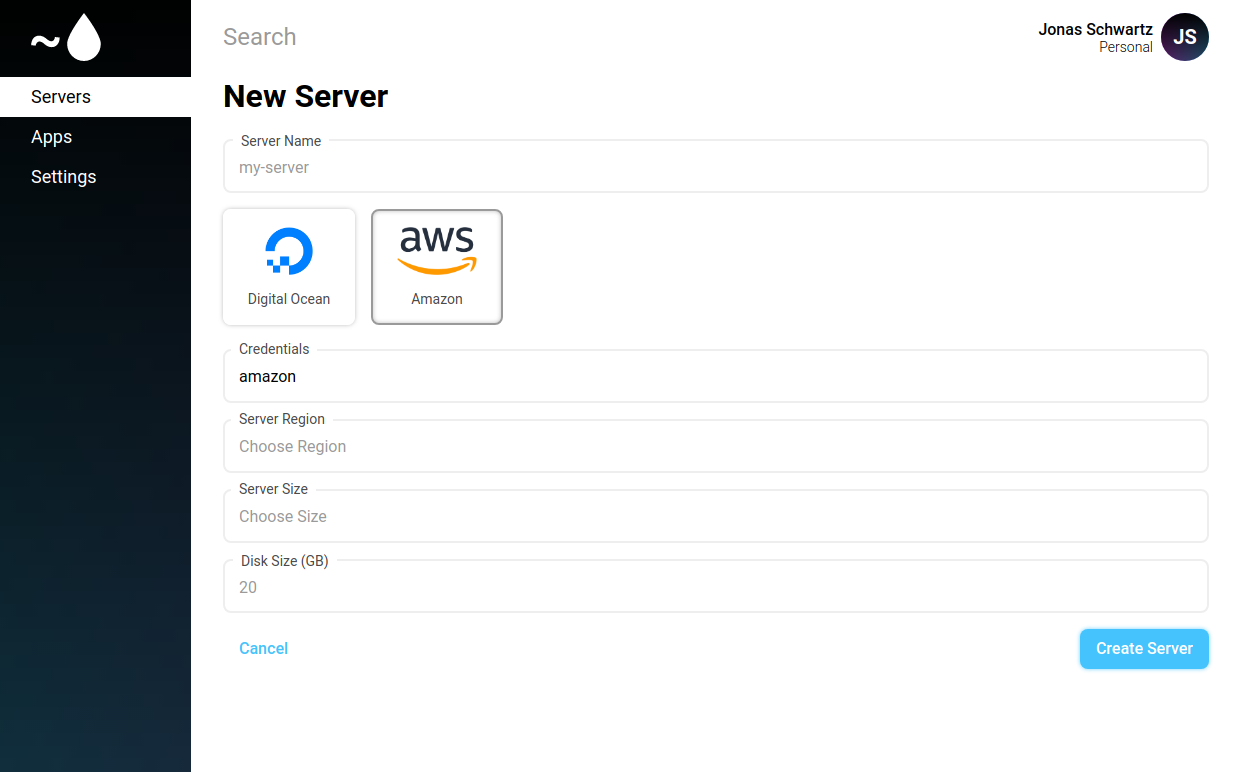 Search
Jonas Schwartz
Personal
JS
Servers
Apps
Settings
New Server
Server Name
my-server
Digital Ocean
aws
Amazon
Credentials
amazon
Server Region
Choose Region
Server Size
Choose Size
Disk Size (GB)
20
Cancel
Create Server